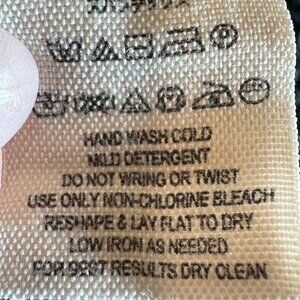 HAND WASH COLD
MILD DETERGENT
DO NOT WRING OR TWIST
USE ONLY NON-CHLORINE BLEACH
RESHAPE & LAY FLAT TO DRY
LOW IRON AS NEEDED
FOR BEST RESULTS DRY CLEAN